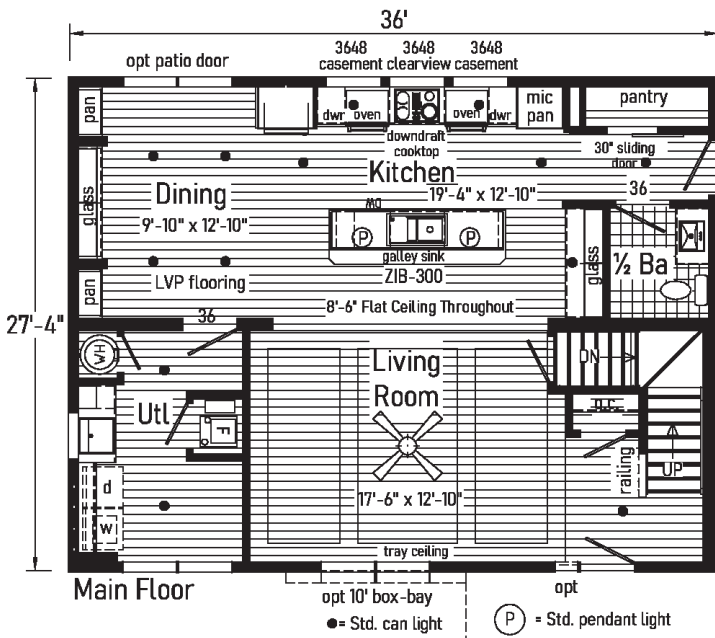 36'
opt patio door
3648 3648 3648
casement clearview casement
pan
dwr oven
oven dwr
mic
pan
pantry
downdraft
cooktop
30" sliding
door
Kitchen
19'-4" x 12'-10"
36
glass
Dining
9'-10" x 12'-10"
DW
P
P
galley sink
ZIB-300
glass
½ Ba
pan
LVP flooring
8'-6" Flat Ceiling Throughout
27'-4"
36
WH
Living
Room
DN
Utl
F
railing
UP
d
w
17'-6" x 12'-10"
tray ceiling
Main Floor
opt 10' box-bay
opt
= Std. can light
P = Std. pendant light